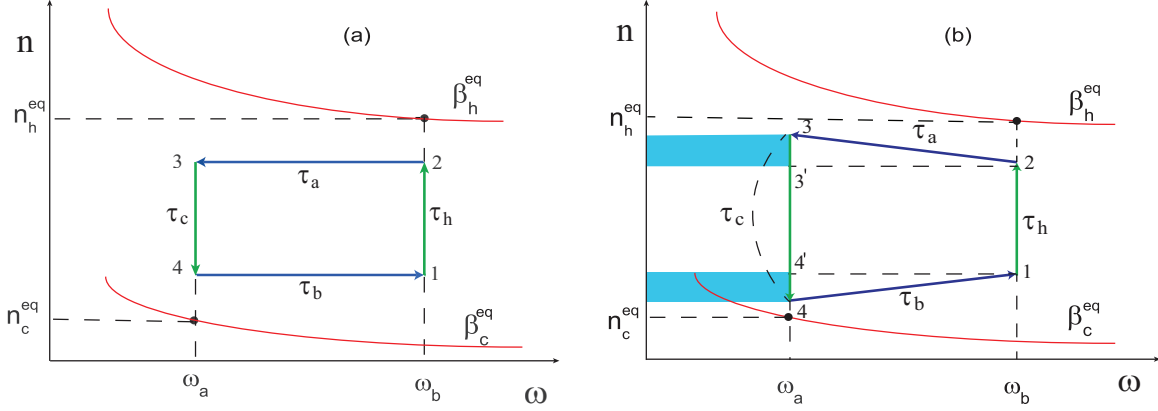 (a)
n
n_h^eq
β_h^eq
3
2
τ_a
τ_c
τ_h
4
1
τ_b
n_c^eq
β_c^eq
ω_a
ω_b
ω
(b)
n
n_h^eq
β_h^eq
3
τ_a
2
3'
τ_c
τ_h
4'
1
τ_b
4
n_c^eq
β_c^eq
ω_a
ω_b
ω